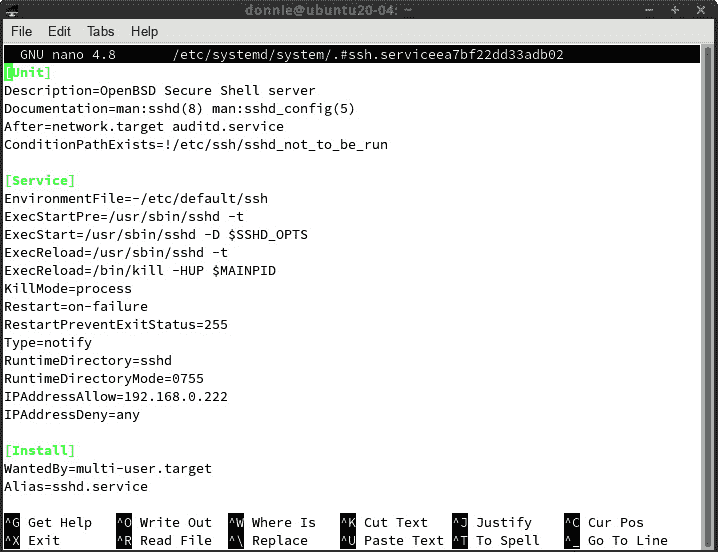 donnie@ubuntu20-04: ~
File Edit Tabs Help
GNU nano 4.8 /etc/systemd/system/.#ssh.serviceea7bf22dd33adb02
[Unit]
Description=OpenBSD Secure Shell server
Documentation=man:sshd(8) man:sshd_config(5)
After=network.target auditd.service
ConditionPathExists=!/etc/ssh/sshd_not_to_be_run
[Service]
EnvironmentFile=-/etc/default/ssh
ExecStartPre=/usr/sbin/sshd -t
ExecStart=/usr/sbin/sshd -D $SSHD_OPTS
ExecReload=/usr/sbin/sshd -t
ExecReload=/bin/kill -HUP $MAINPID
KillMode=process
Restart=on-failure
RestartPreventExitStatus=255
Type=notify
RuntimeDirectory=sshd
RuntimeDirectoryMode=0755
IPAddressAllow=192.168.0.222
IPAddressDeny=any
[Install]
WantedBy=multi-user.target
Alias=sshd.service
^G Get Help ^O Write Out ^W Where Is ^K Cut Text ^J Justify ^C Cur Pos
^X Exit ^R Read File ^\ Replace ^U Paste Text ^T To Spell ^_ Go To Line